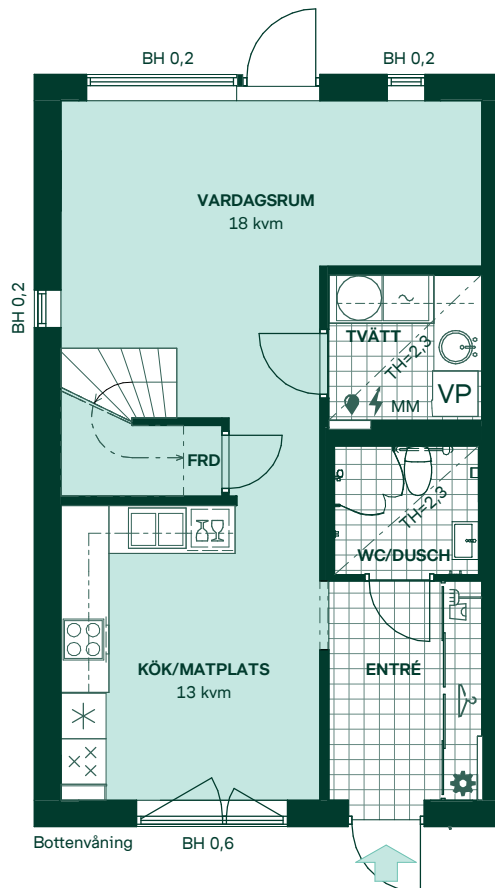 BH 0,2
BH 0,2
VARDAGSRUM
18 kvm
BH 0,2
TVÄTT
TH=2,3
VP
MM
FRD
TH=2,3
WC/DUSCH
KÖK/MATPLATS
13 kvm
ENTRÉ
Bottenvåning
BH 0,6